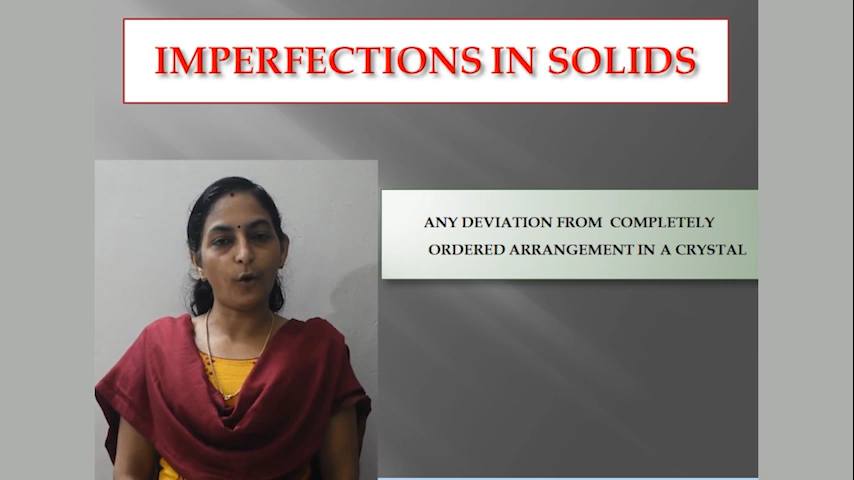 IMPERFECTIONS IN SOLIDS
ANY DEVIATION FROM COMPLETELY
ORDERED ARRANGEMENT IN A CRYSTAL